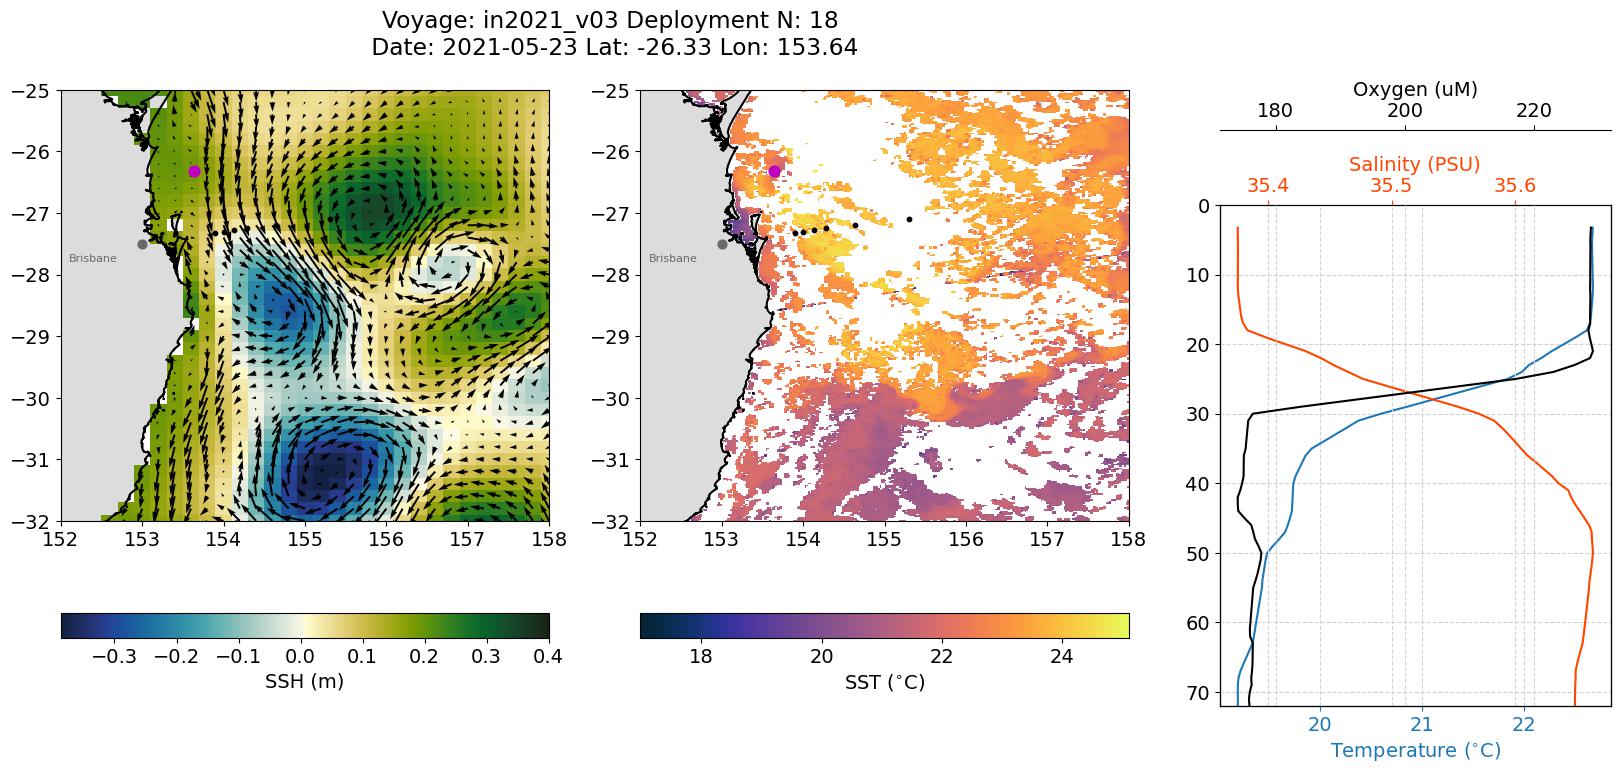 Voyage: in2021_v03 Deployment N: 18
Date: 2021-05-23 Lat: -26.33 Lon: 153.64
−25
−26
−27
−28
−29
−30
−31
−32
152 153 154 155 156 157 158
Brisbane
−0.3 −0.2 −0.1 0.0 0.1 0.2 0.3 0.4
SSH (m)
−25
−26
−27
−28
−29
−30
−31
−32
152 153 154 155 156 157 158
Brisbane
18 20 22 24
SST (°C)
Oxygen (uM)
180 200 220
Salinity (PSU)
35.4 35.5 35.6
0
10
20
30
40
50
60
70
20 21 22
Temperature (°C)